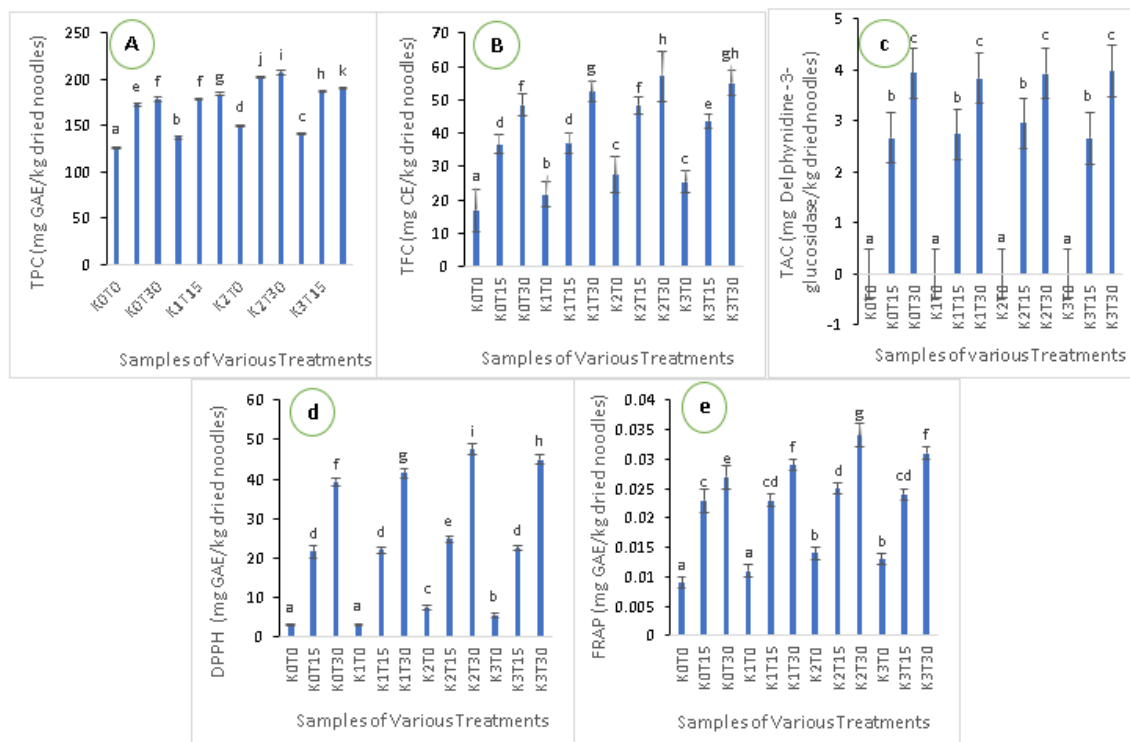 A
TPC (mg GAE/kg dried noodles)
250
200
150
100
50
0
a
e
f
b
f
g
d
j
i
c
h
k
K0T0
K0T30
K1T15
K2T0
K2T30
K3T15
Samples of Various Treatments
B
TFC (mg CE/kg dried noodles)
70
60
50
40
30
20
10
0
a
d
f
b
d
g
c
f
h
c
e
gh
K0T0
K0T15
K0T30
K1T0
K1T15
K1T30
K2T0
K2T15
K2T30
K3T0
K3T15
K3T30
Samples of Various Treatments
c
TAC (mg Delphynidine-3-
glucosidase/kg dried noodles)
5
4
3
2
1
0
-1
a
b
c
a
b
c
a
b
c
a
b
c
K0T0
K0T15
K0T30
K1T0
K1T15
K1T30
K2T0
K2T15
K2T30
K3T0
K3T15
K3T30
Samples of various Treatments
d
DPPH (mg GAE/kg dried noodles)
60
50
40
30
20
10
0
a
d
f
a
d
g
c
e
i
b
d
h
K0T0
K0T15
K0T30
K1T0
K1T15
K1T30
K2T0
K2T15
K2T30
K3T0
K3T15
K3T30
Samples of Various Treatments
e
FRAP (mg GAE/kg dried noodles)
0.04
0.035
0.03
0.025
0.02
0.015
0.01
0.005
0
a
c
e
a
cd
f
b
d
g
b
cd
f
K0T0
K0T15
K0T30
K1T0
K1T15
K1T30
K2T0
K2T15
K2T30
K3T0
K3T15
K3T30
Samples of Various Treatments